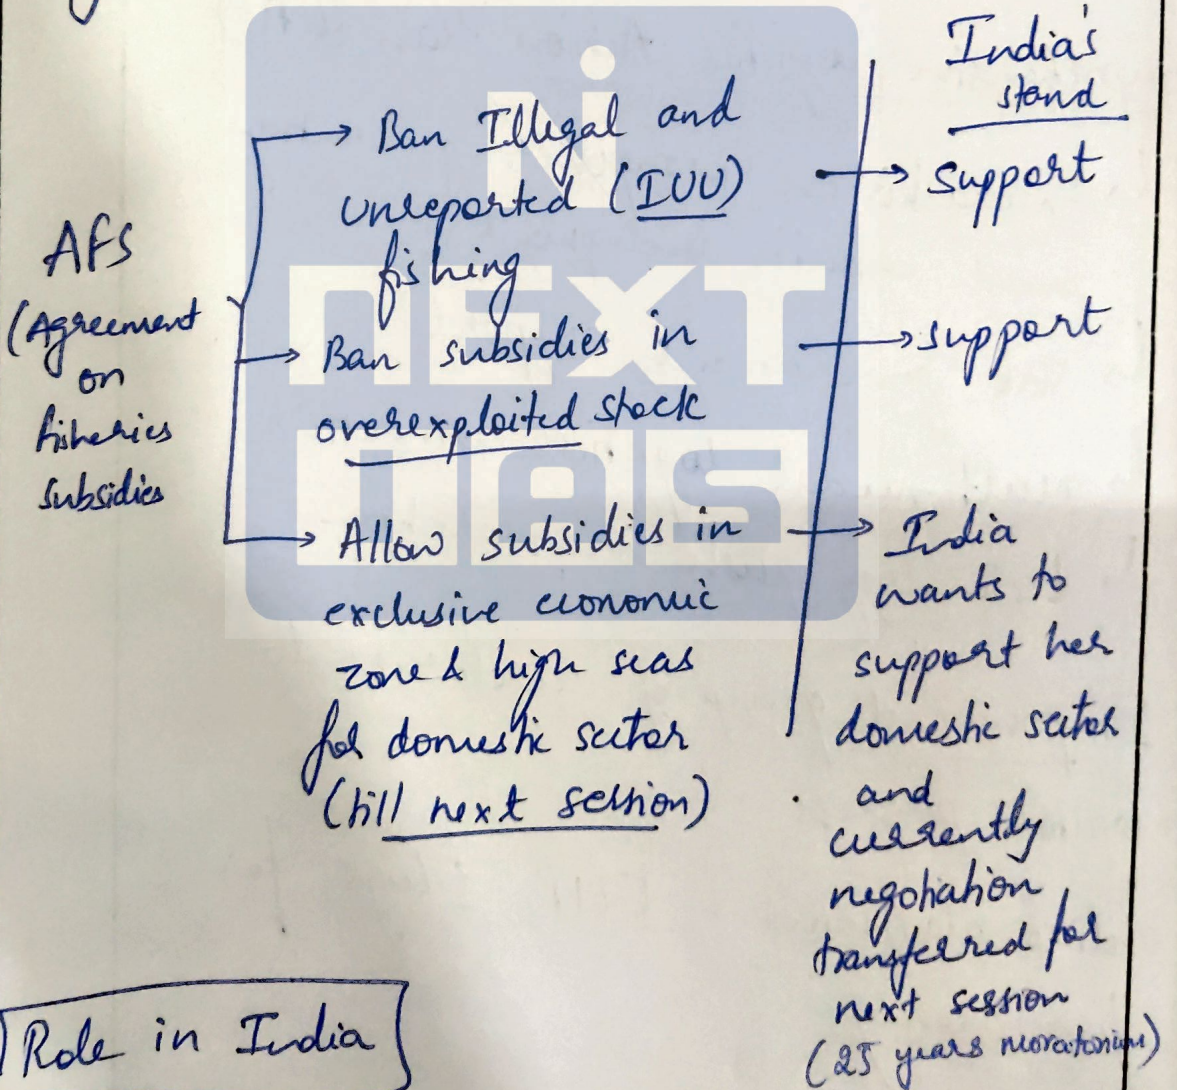 AFS
(Agreement
on
fisheries
subsidies
Ban Illegal and
Unreported (IUU)
fishing
Ban subsidies in
overexploited stock
Allow subsidies in
exclusive economic
zone & high seas
for domestic sector
(till next session)
India's
stand
support
support
India
wants to
support her
domestic sector
and
currently
negotiation
transferred for
next session
(25 years moratorium)
Role in India
NEXT
IAS